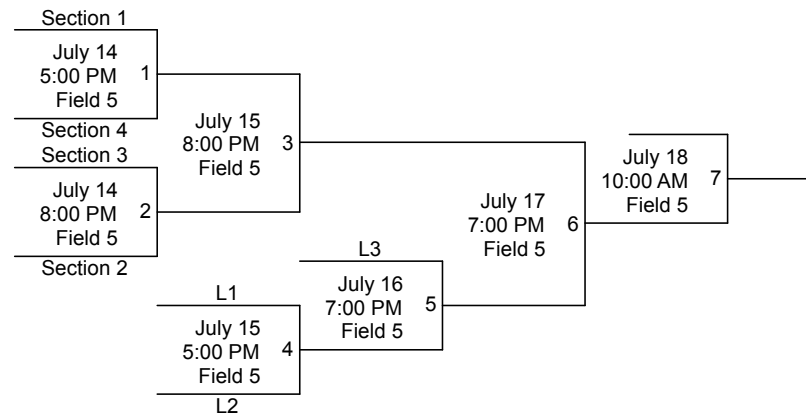 Section 1
July 14
5:00 PM
Field 5
1
Section 4
Section 3
July 14
8:00 PM
Field 5
2
Section 2
July 15
8:00 PM
Field 5
3
L1
July 15
5:00 PM
Field 5
4
L2
L3
July 16
7:00 PM
Field 5
5
July 17
7:00 PM
Field 5
6
July 18
10:00 AM
Field 5
7